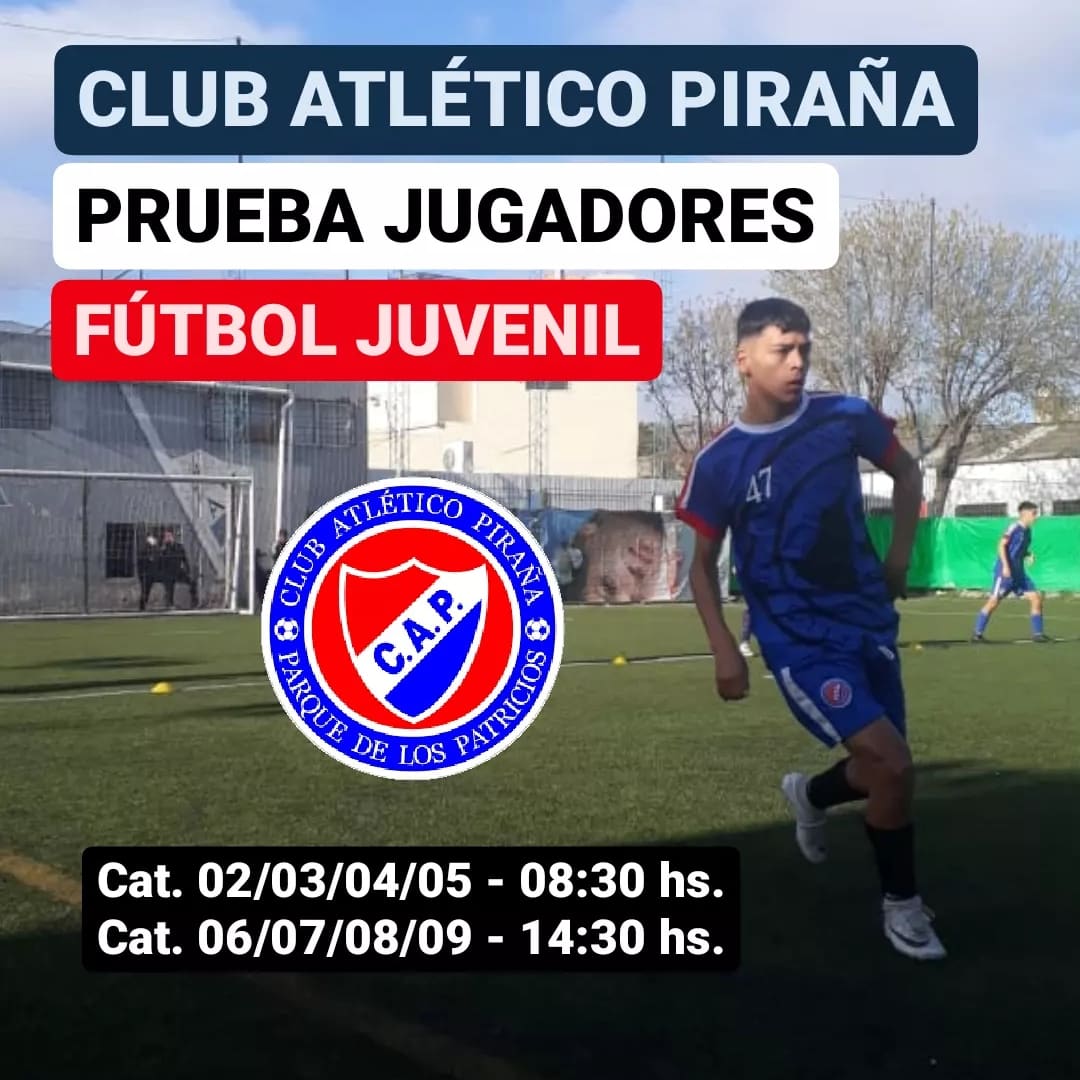 CLUB ATLÉTICO PIRAÑA
PRUEBA JUGADORES
FÚTBOL JUVENIL
47
CLUB ATLÉTICO PIRAÑA
C.A.P.
PARQUE DE LOS PATRICIOS
Cat. 02/03/04/05 - 08:30 hs.
Cat. 06/07/08/09 - 14:30 hs.